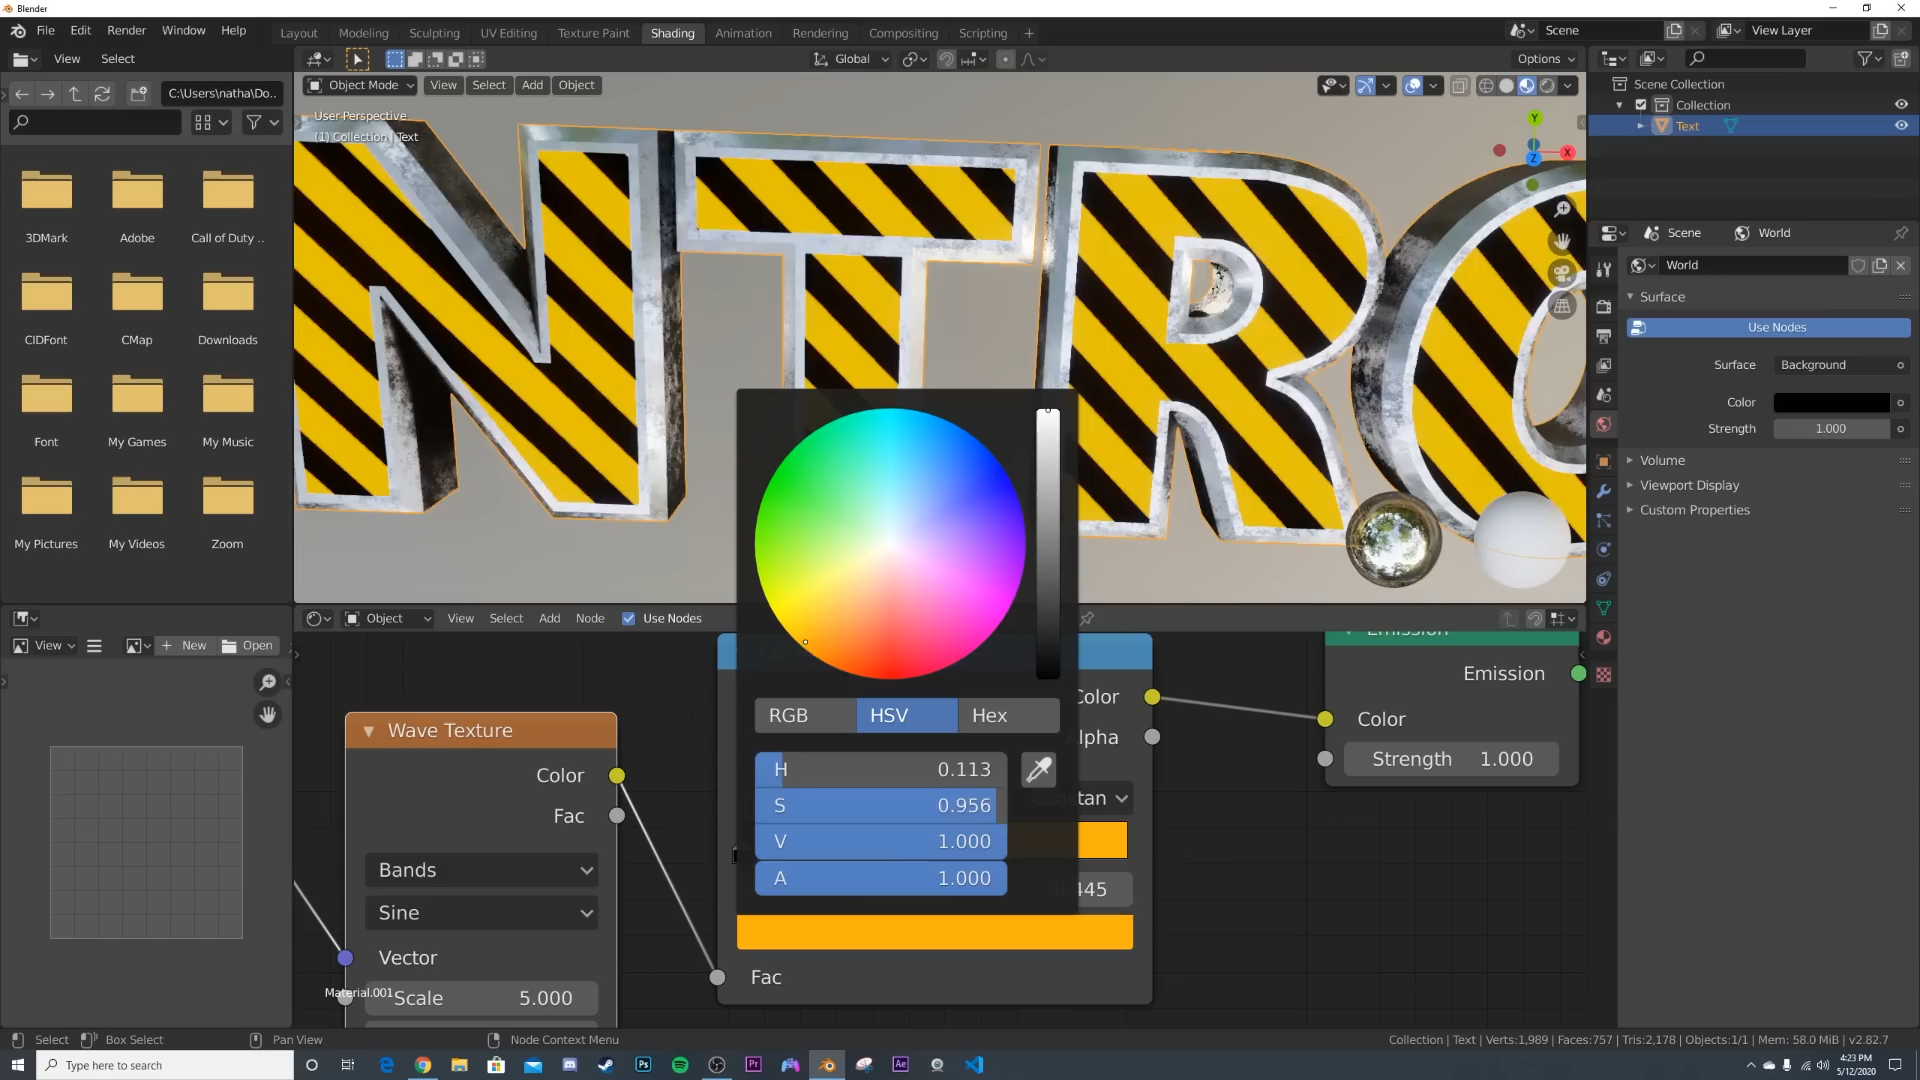 Blender
File Edit Render Window Help
Layout Modeling Sculpting UV Editing Texture Paint Shading Animation Rendering Compositing Scripting +
Scene
View Layer
View Select
Global
Options
C:\Users\natha\Do..
Object Mode View Select Add Object
User Perspective
(1) Collection | Text
NTRO
Y
X
Z
Scene Collection
Collection
Text
Scene World
World
Surface
Use Nodes
Surface Background
Color
Strength 1.000
Volume
Viewport Display
Custom Properties
3DMark Adobe Call of Duty ..
CIDFont CMap Downloads
Font My Games My Music
My Pictures My Videos Zoom
View New Open
Object View Select Add Node Use Nodes
Wave Texture
Color
Fac
Bands
Sine
Vector
Scale 5.000
Material.001
RGB HSV Hex
H 0.113
S 0.956
V 1.000
A 1.000
Color
lpha
Constan
445
Fac
Emission
Emission
Color
Strength 1.000
Select Box Select Pan View Node Context Menu
Collection | Text | Verts:1,989 | Faces:757 | Tris:2,178 | Objects:1/1 | Mem: 58.0 MiB | v2.82.7
Type here to search
Ps
Pr
Ae
4:23 PM
5/12/2020